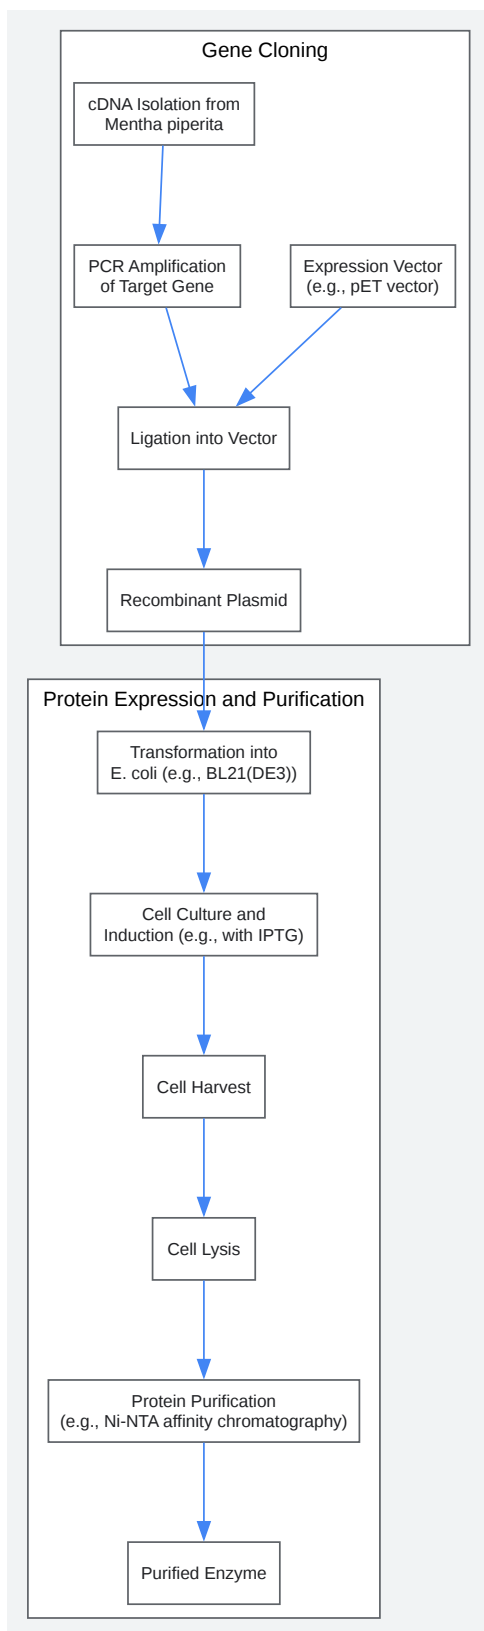 Gene Cloning
cDNA Isolation from
Mentha piperita
PCR Amplification
of Target Gene
Expression Vector
(e.g., pET vector)
Ligation into Vector
Recombinant Plasmid
Protein Expression and Purification
Transformation into
E. coli (e.g., BL21(DE3))
Cell Culture and
Induction (e.g., with IPTG)
Cell Harvest
Cell Lysis
Protein Purification
(e.g., Ni-NTA affinity chromatography)
Purified Enzyme